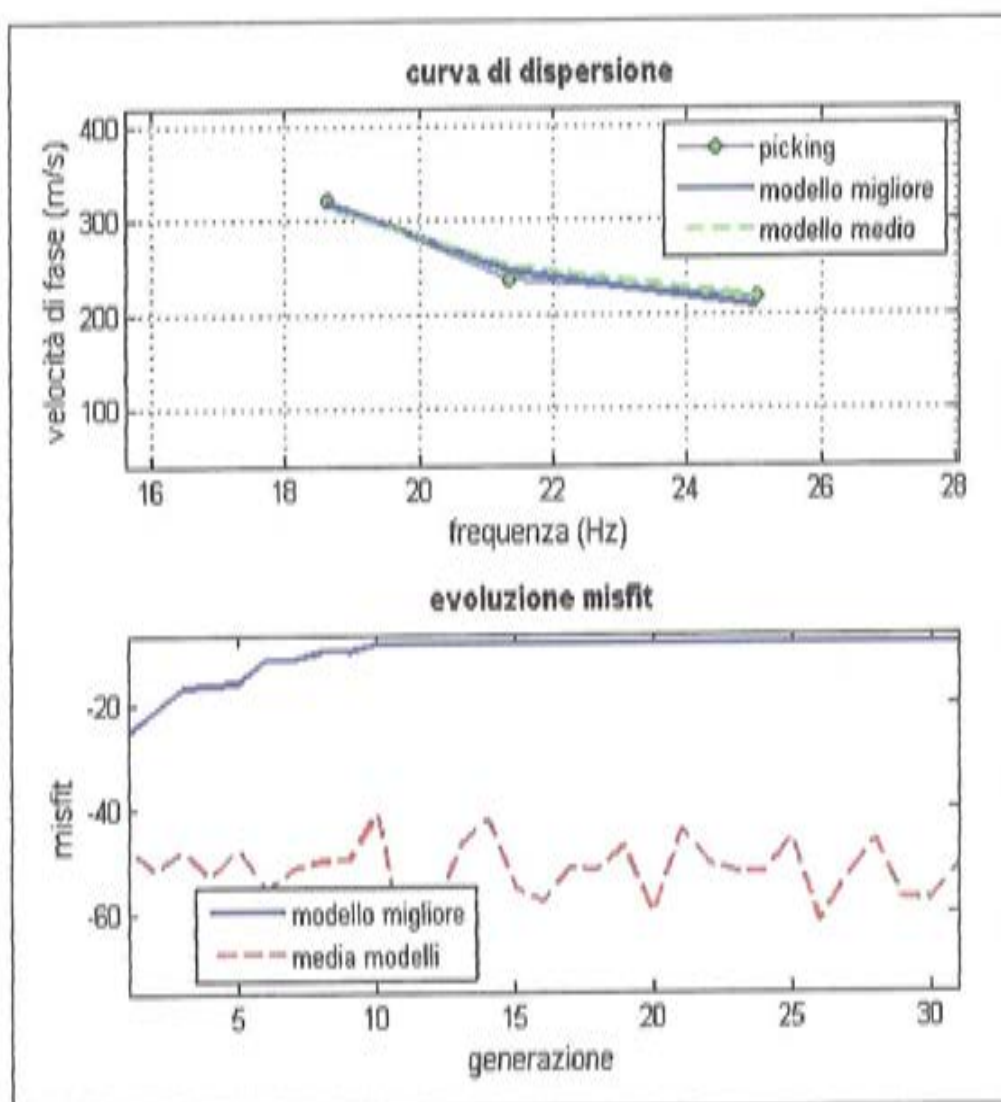 curva di dispersione
400
300
200
100
velocità di fase (m/s)
picking
modello migliore
modello medio
16 18 20 22 24 26 28
frequenza (Hz)
evoluzione misfit
-20
-40
-60
misfit
modello migliore
media modelli
5 10 15 20 25 30
generazione